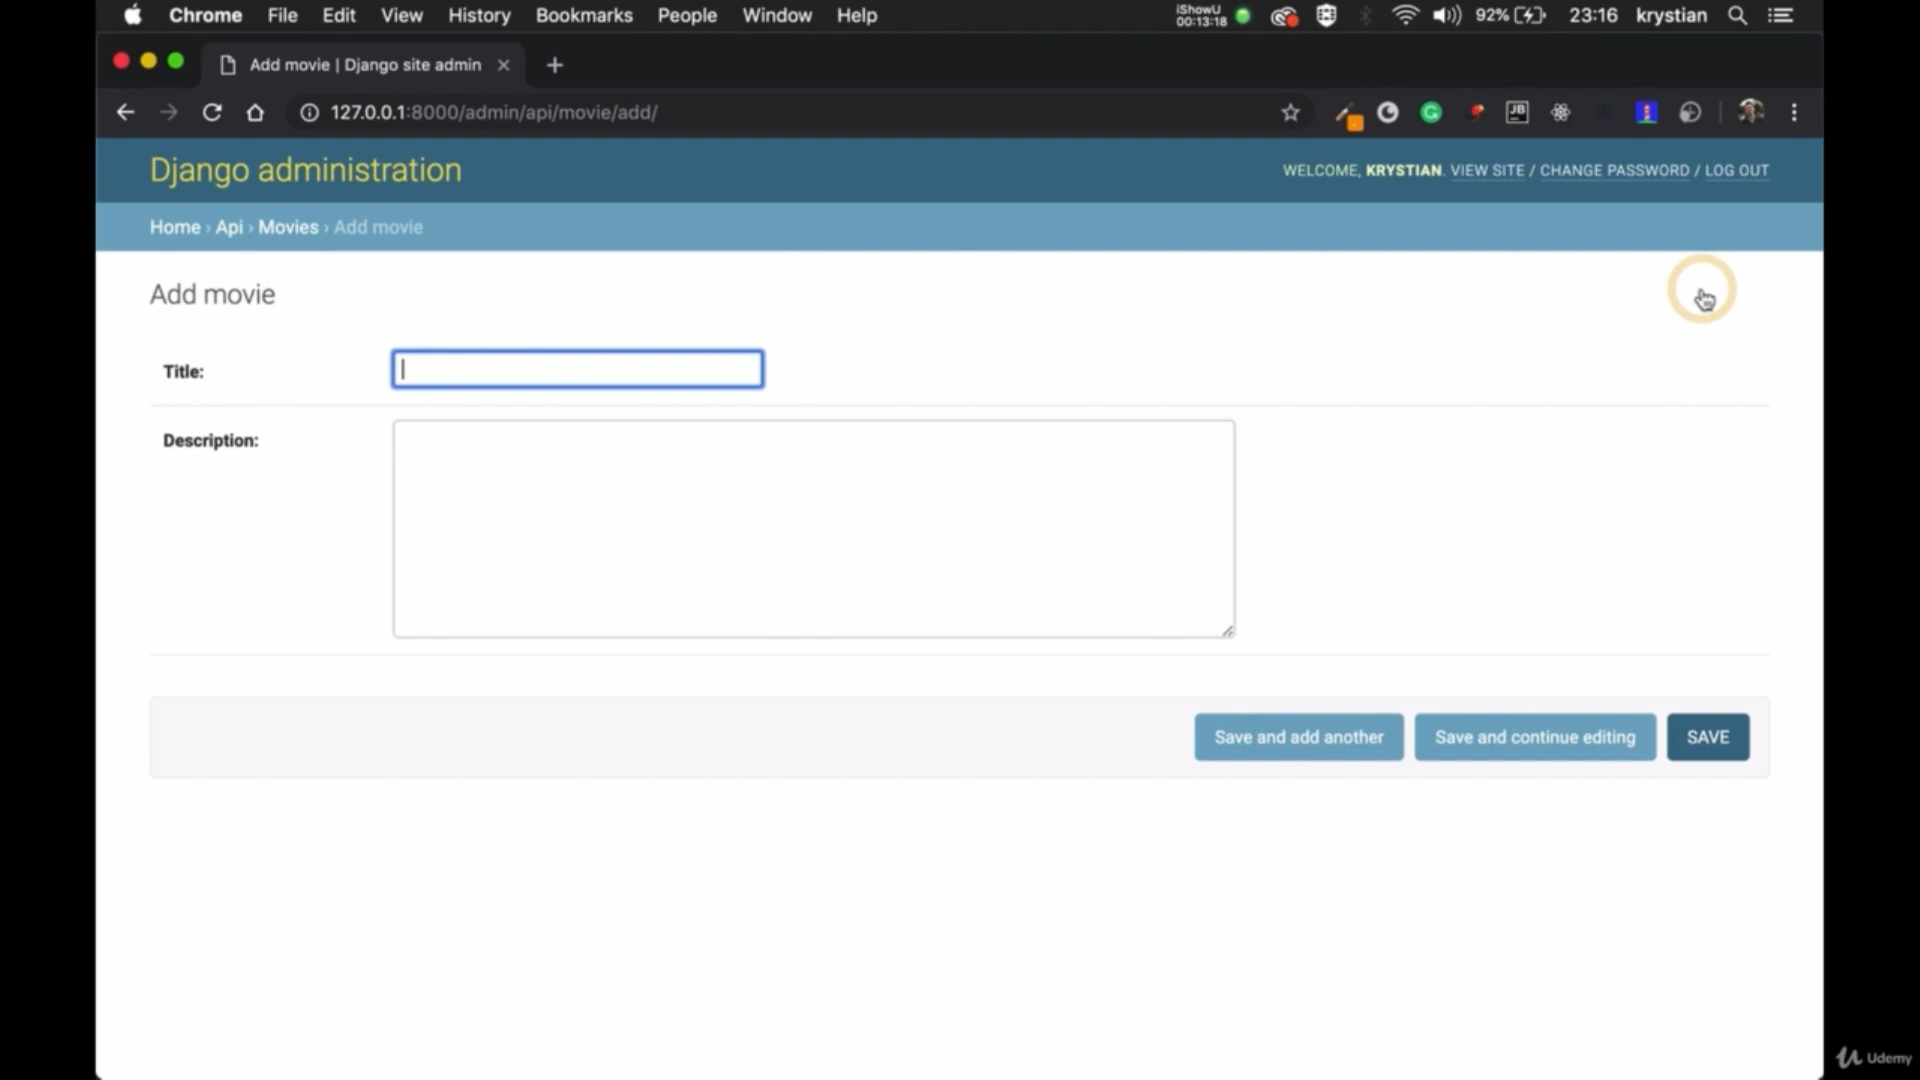 Chrome File Edit View History Bookmarks People Window Help iShowU 00:13:18 92% 23:16 krystian
Add movie | Django site admin
127.0.0.1:8000/admin/api/movie/add/
JB
Django administration
WELCOME, KRYSTIAN. VIEW SITE / CHANGE PASSWORD / LOG OUT
Home › Api › Movies › Add movie
Add movie
Title:
Description:
Save and add another Save and continue editing SAVE
Udemy